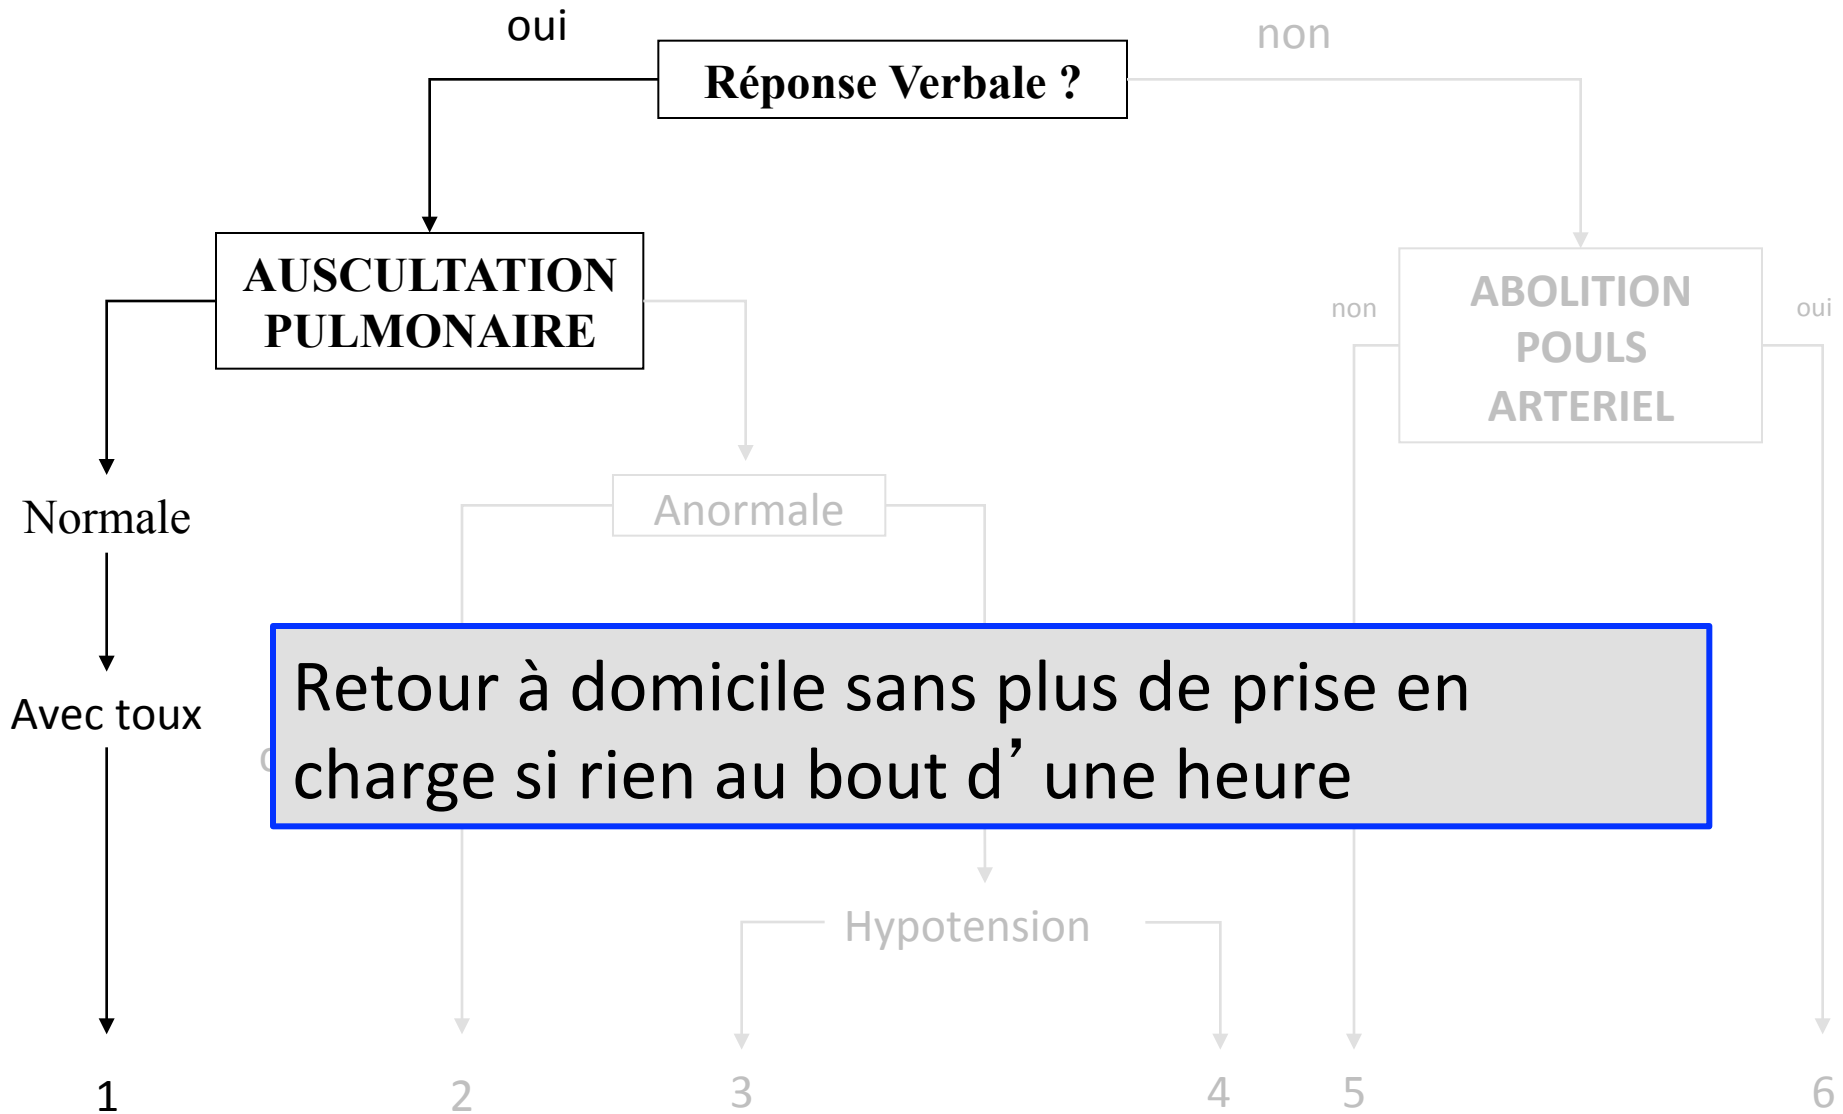 oui
non
Réponse Verbale ?
AUSCULTATION
PULMONAIRE
ABOLITION
POULS
ARTERIEL
non
oui
Normale
Anormale
Avec toux
Retour à domicile sans plus de prise en
charge si rien au bout d’ une heure
Hypotension
1
2
3
4
5
6